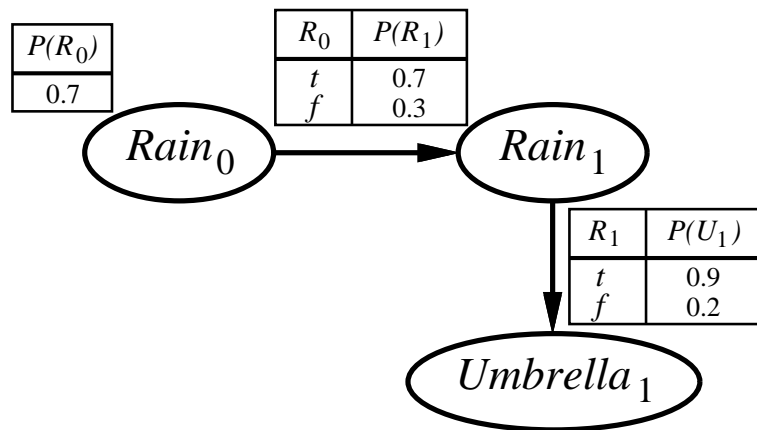 P(R0)
0.7
R0 P(R1)
t 0.7
f 0.3
Rain0
Rain1
R1 P(U1)
t 0.9
f 0.2
Umbrella1